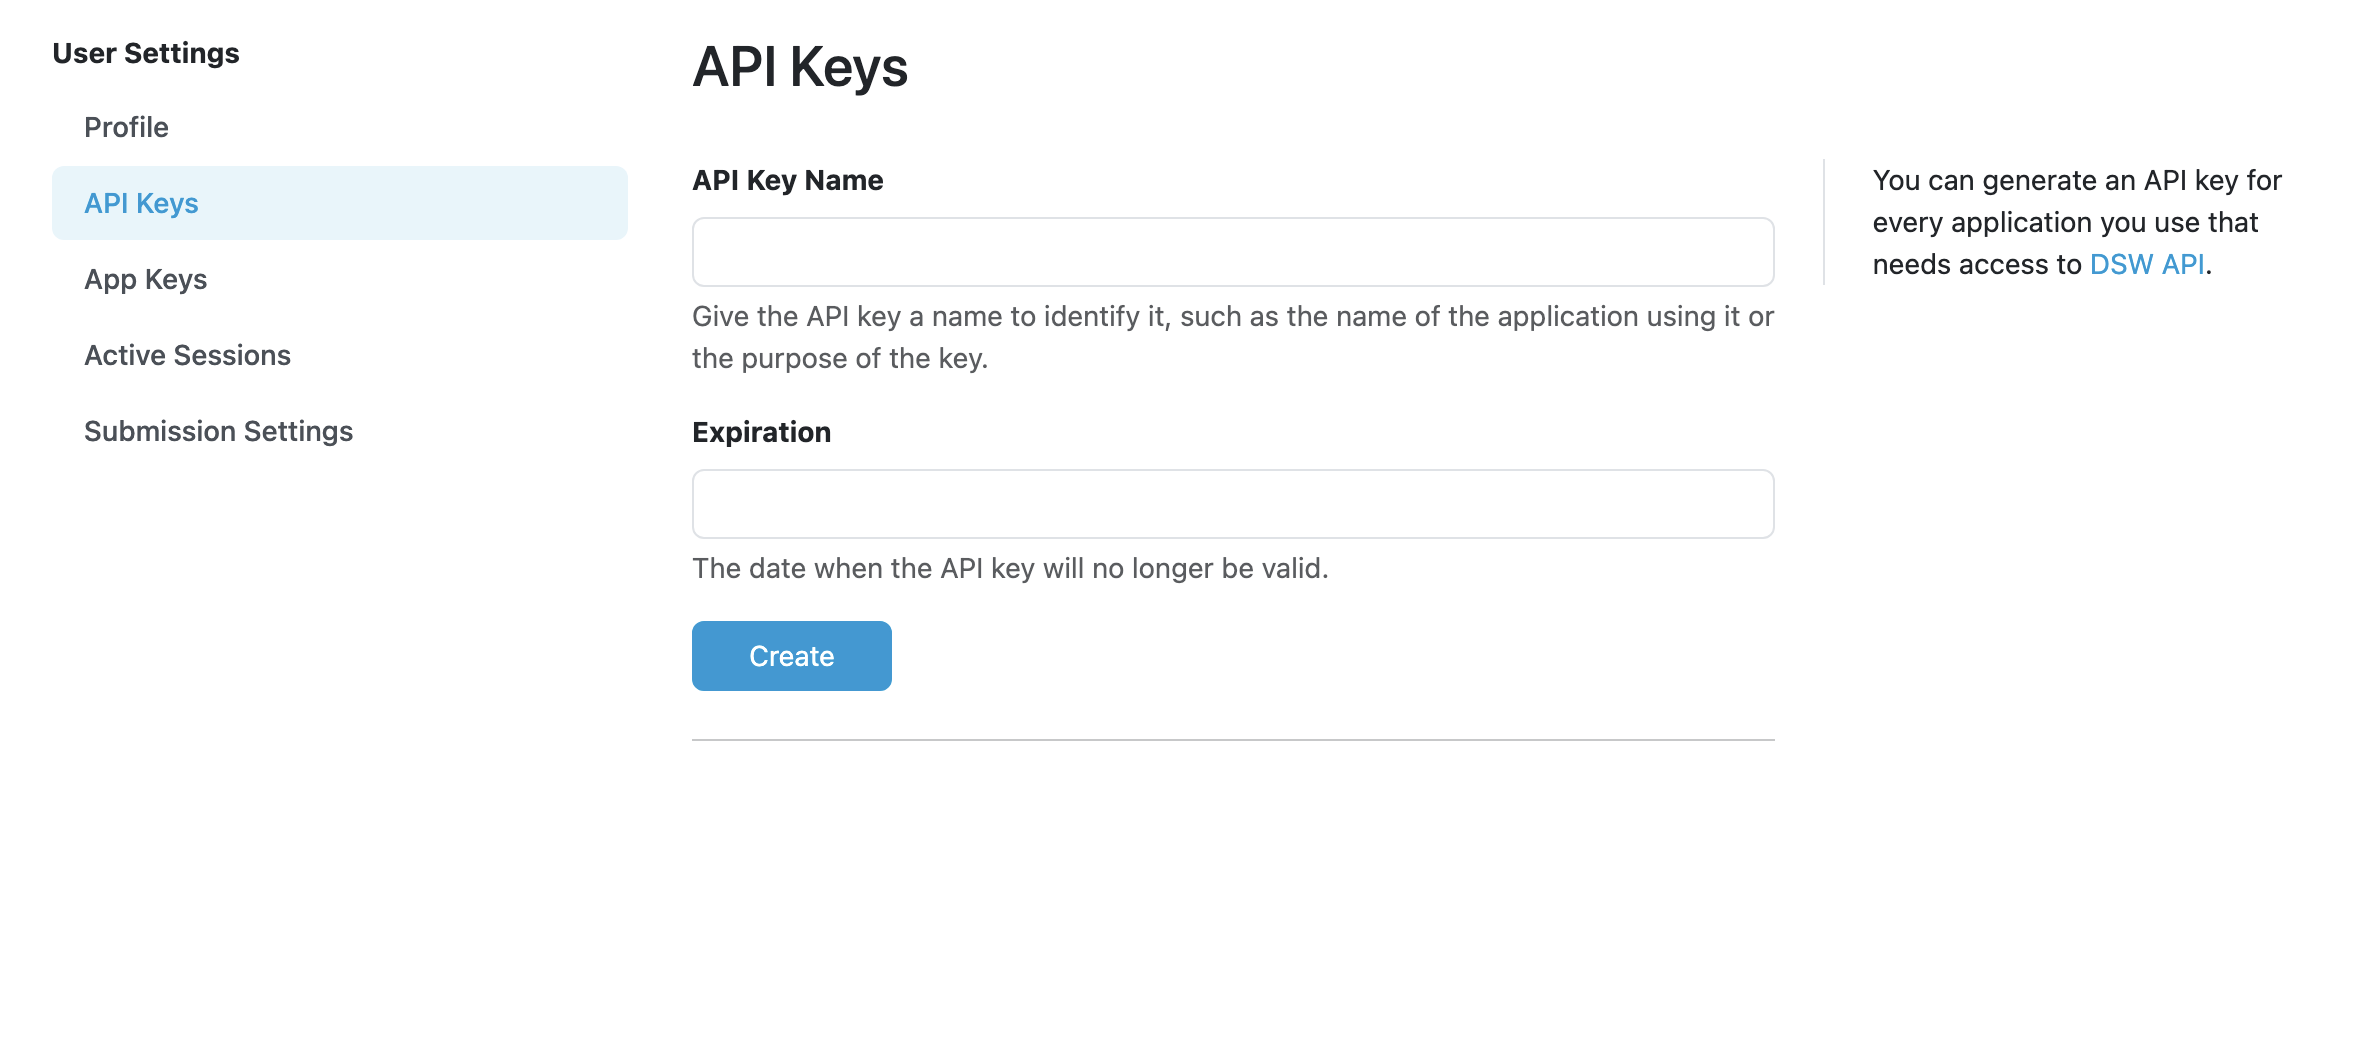 User Settings
Profile
API Keys
App Keys
Active Sessions
Submission Settings
API Keys
API Key Name
Give the API key a name to identify it, such as the name of the application using it or
the purpose of the key.
Expiration
The date when the API key will no longer be valid.
Create
You can generate an API key for
every application you use that
needs access to DSW API.